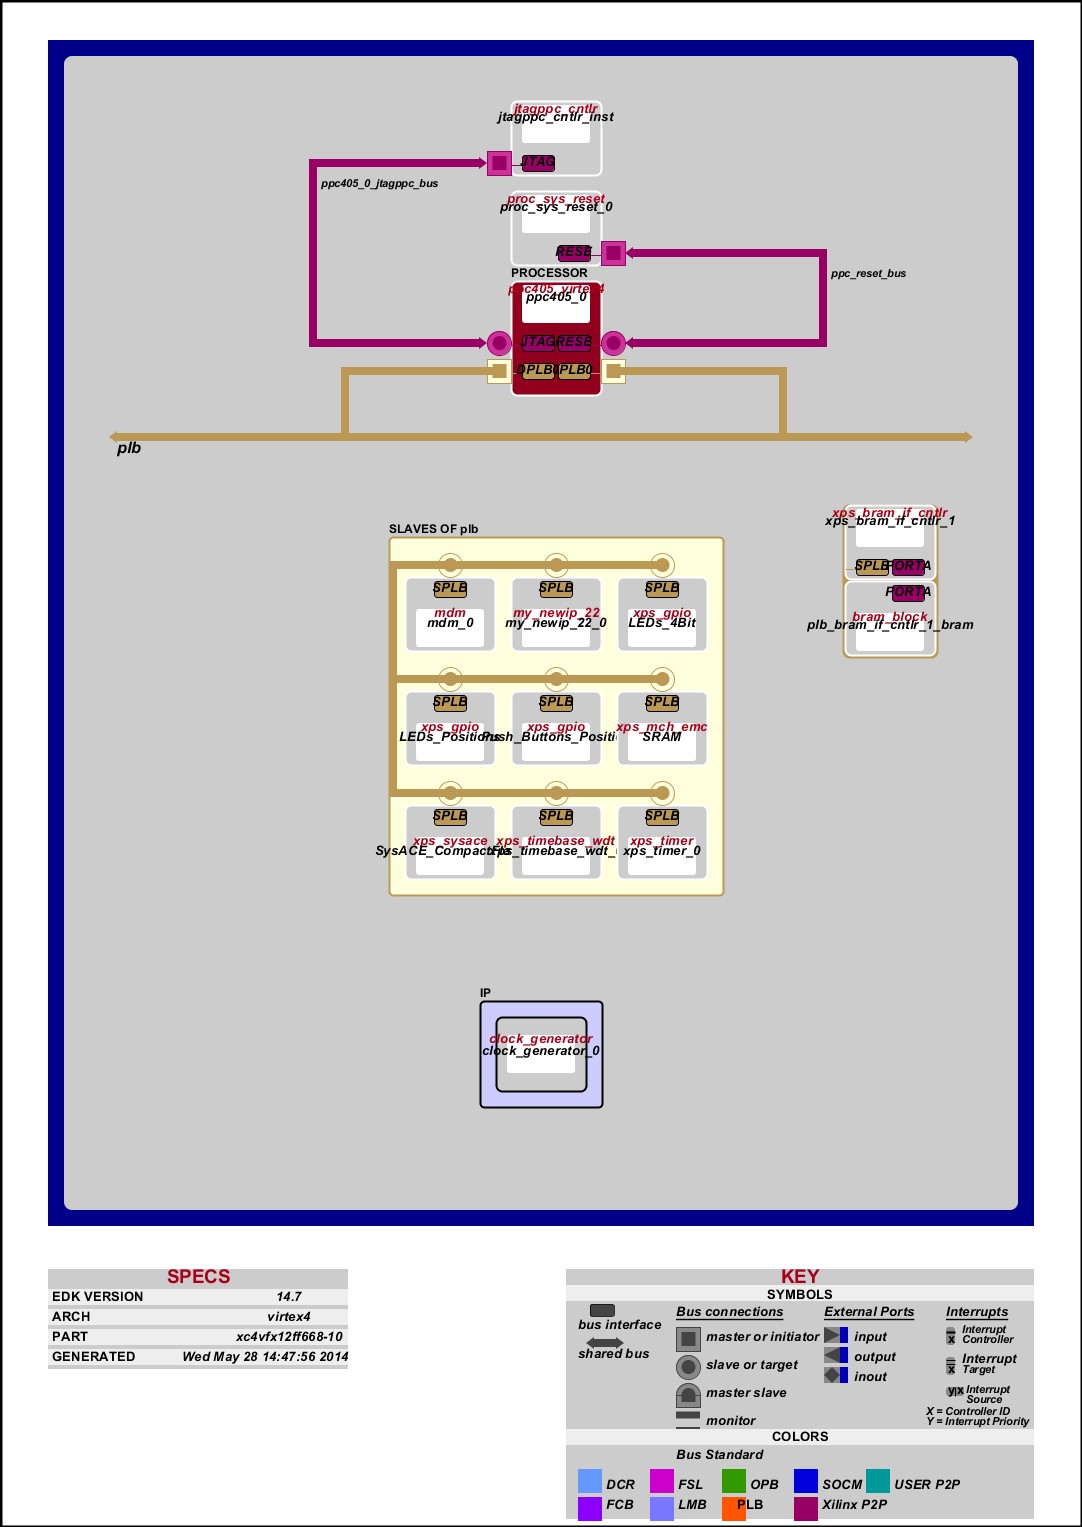 jtagppc_cntlr
jtagppc_cntlr_inst
JTAG
ppc405_0_jtagppc_bus
proc_sys_reset
proc_sys_reset_0
RESE
ppc_reset_bus
PROCESSOR
ppc405_virtex4
ppc405_0
JTAG RESE
DPLB0 IPLB0
plb
SLAVES OF plb
xps_bram_if_cntlr
xps_bram_if_cntlr_1
SPLB PORTA
PORTA
bram_block
plb_bram_if_cntlr_1_bram
SPLB SPLB SPLB
mdm my_newip_22 xps_gpio
mdm_0 my_newip_22_0 LEDs_4Bit
SPLB SPLB SPLB
xps_gpio xps_gpio xps_mch_emc
LEDs_Positions Push_Buttons_Positi SRAM
SPLB SPLB SPLB
xps_sysace xps_timebase_wdt xps_timer
SysACE_CompactFla xps_timebase_wdt_ xps_timer_0
IP
clock_generator
clock_generator_0
SPECS
EDK VERSION 14.7
ARCH virtex4
PART xc4vfx12ff668-10
GENERATED Wed May 28 14:47:56 2014
KEY
SYMBOLS
bus interface
shared bus
Bus connections
master or initiator
slave or target
master slave
monitor
External Ports
input
output
inout
Interrupts
Interrupt
Controller
Interrupt
Target
Interrupt
Source
X = Controller ID
Y = Interrupt Priority
COLORS
Bus Standard
DCR FSL OPB SOCM USER P2P
FCB LMB PLB Xilinx P2P